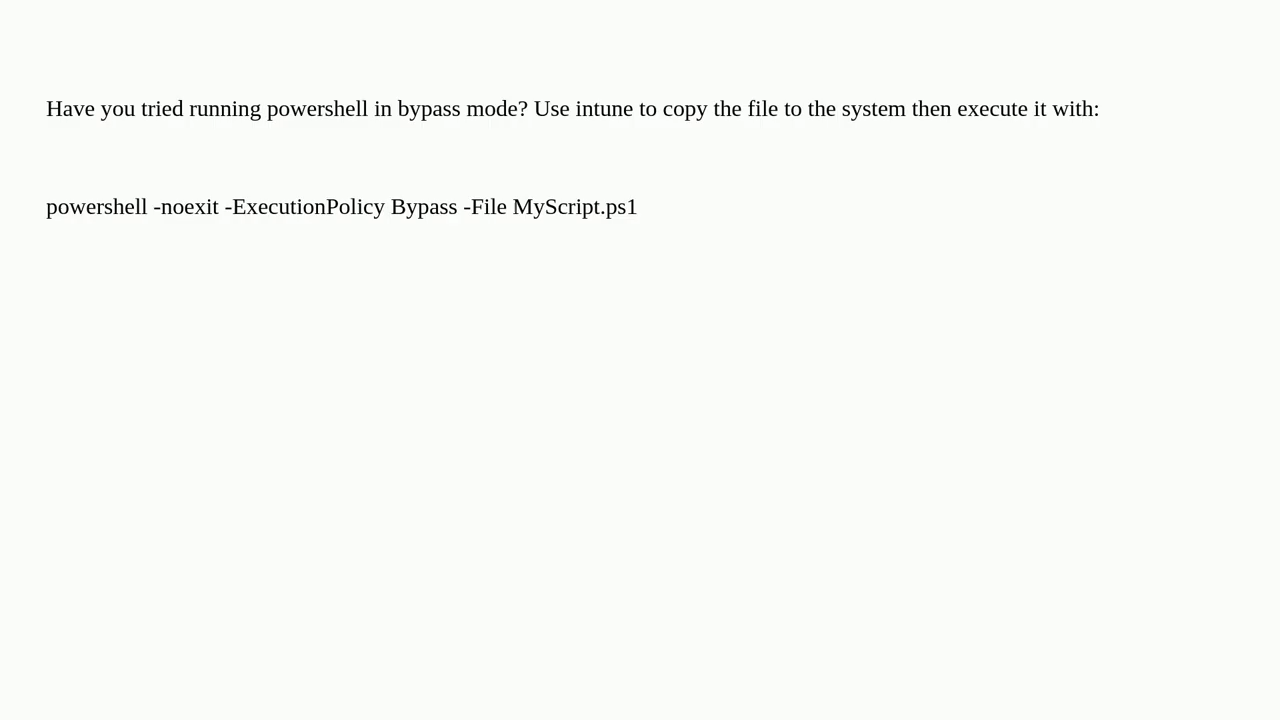 Have you tried running powershell in bypass mode? Use intune to copy the file to the system then execute it with:
powershell -noexit -ExecutionPolicy Bypass -File MyScript.ps1